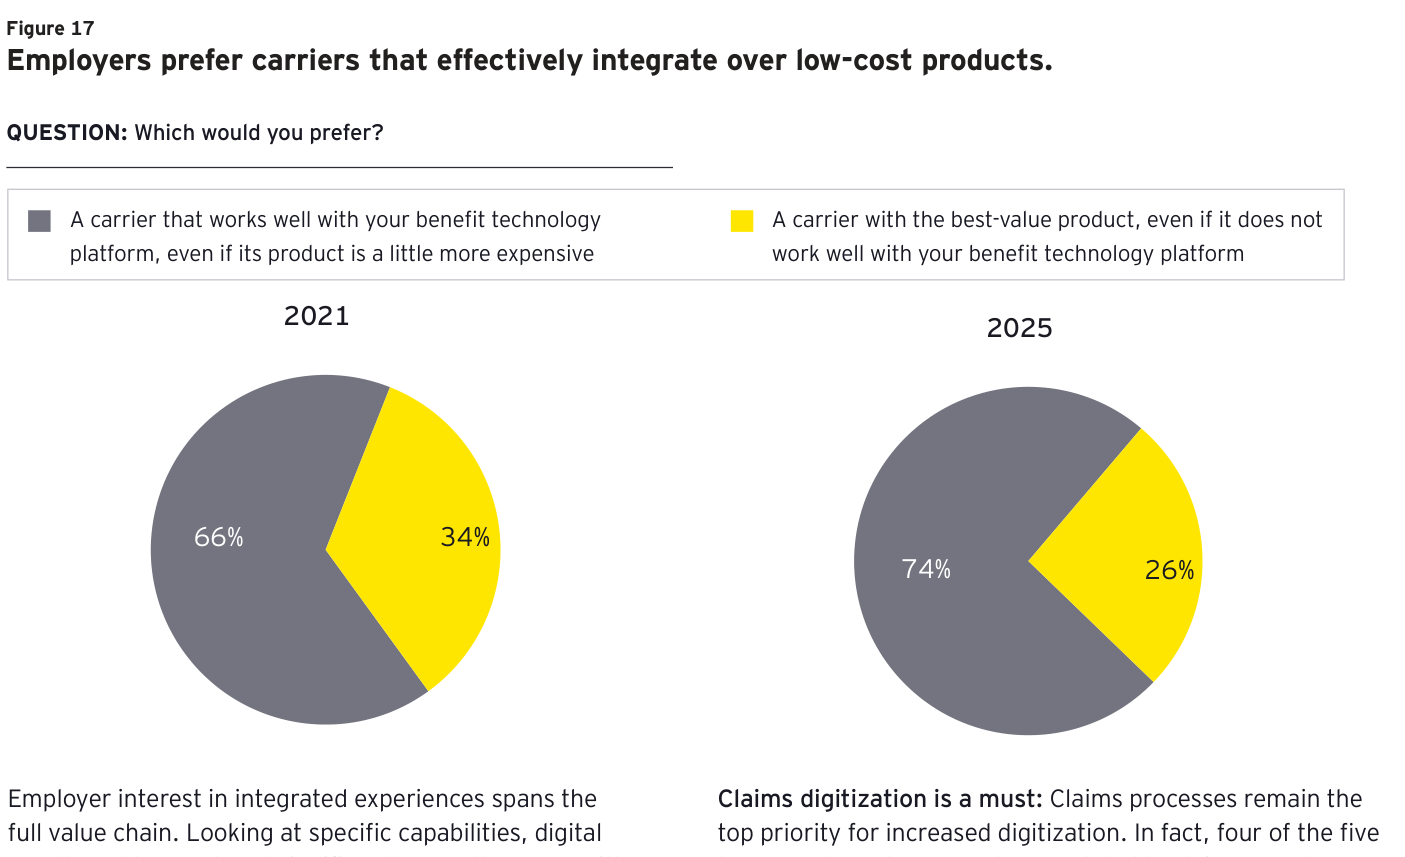 Figure 17
Employers prefer carriers that effectively integrate over low-cost products.
QUESTION: Which would you prefer?
A carrier that works well with your benefit technology
platform, even if its product is a little more expensive
A carrier with the best-value product, even if it does not
work well with your benefit technology platform
2021
66%
34%
2025
74%
26%
Employer interest in integrated experiences spans the
full value chain. Looking at specific capabilities, digital
Claims digitization is a must: Claims processes remain the
top priority for increased digitization. In fact, four of the five